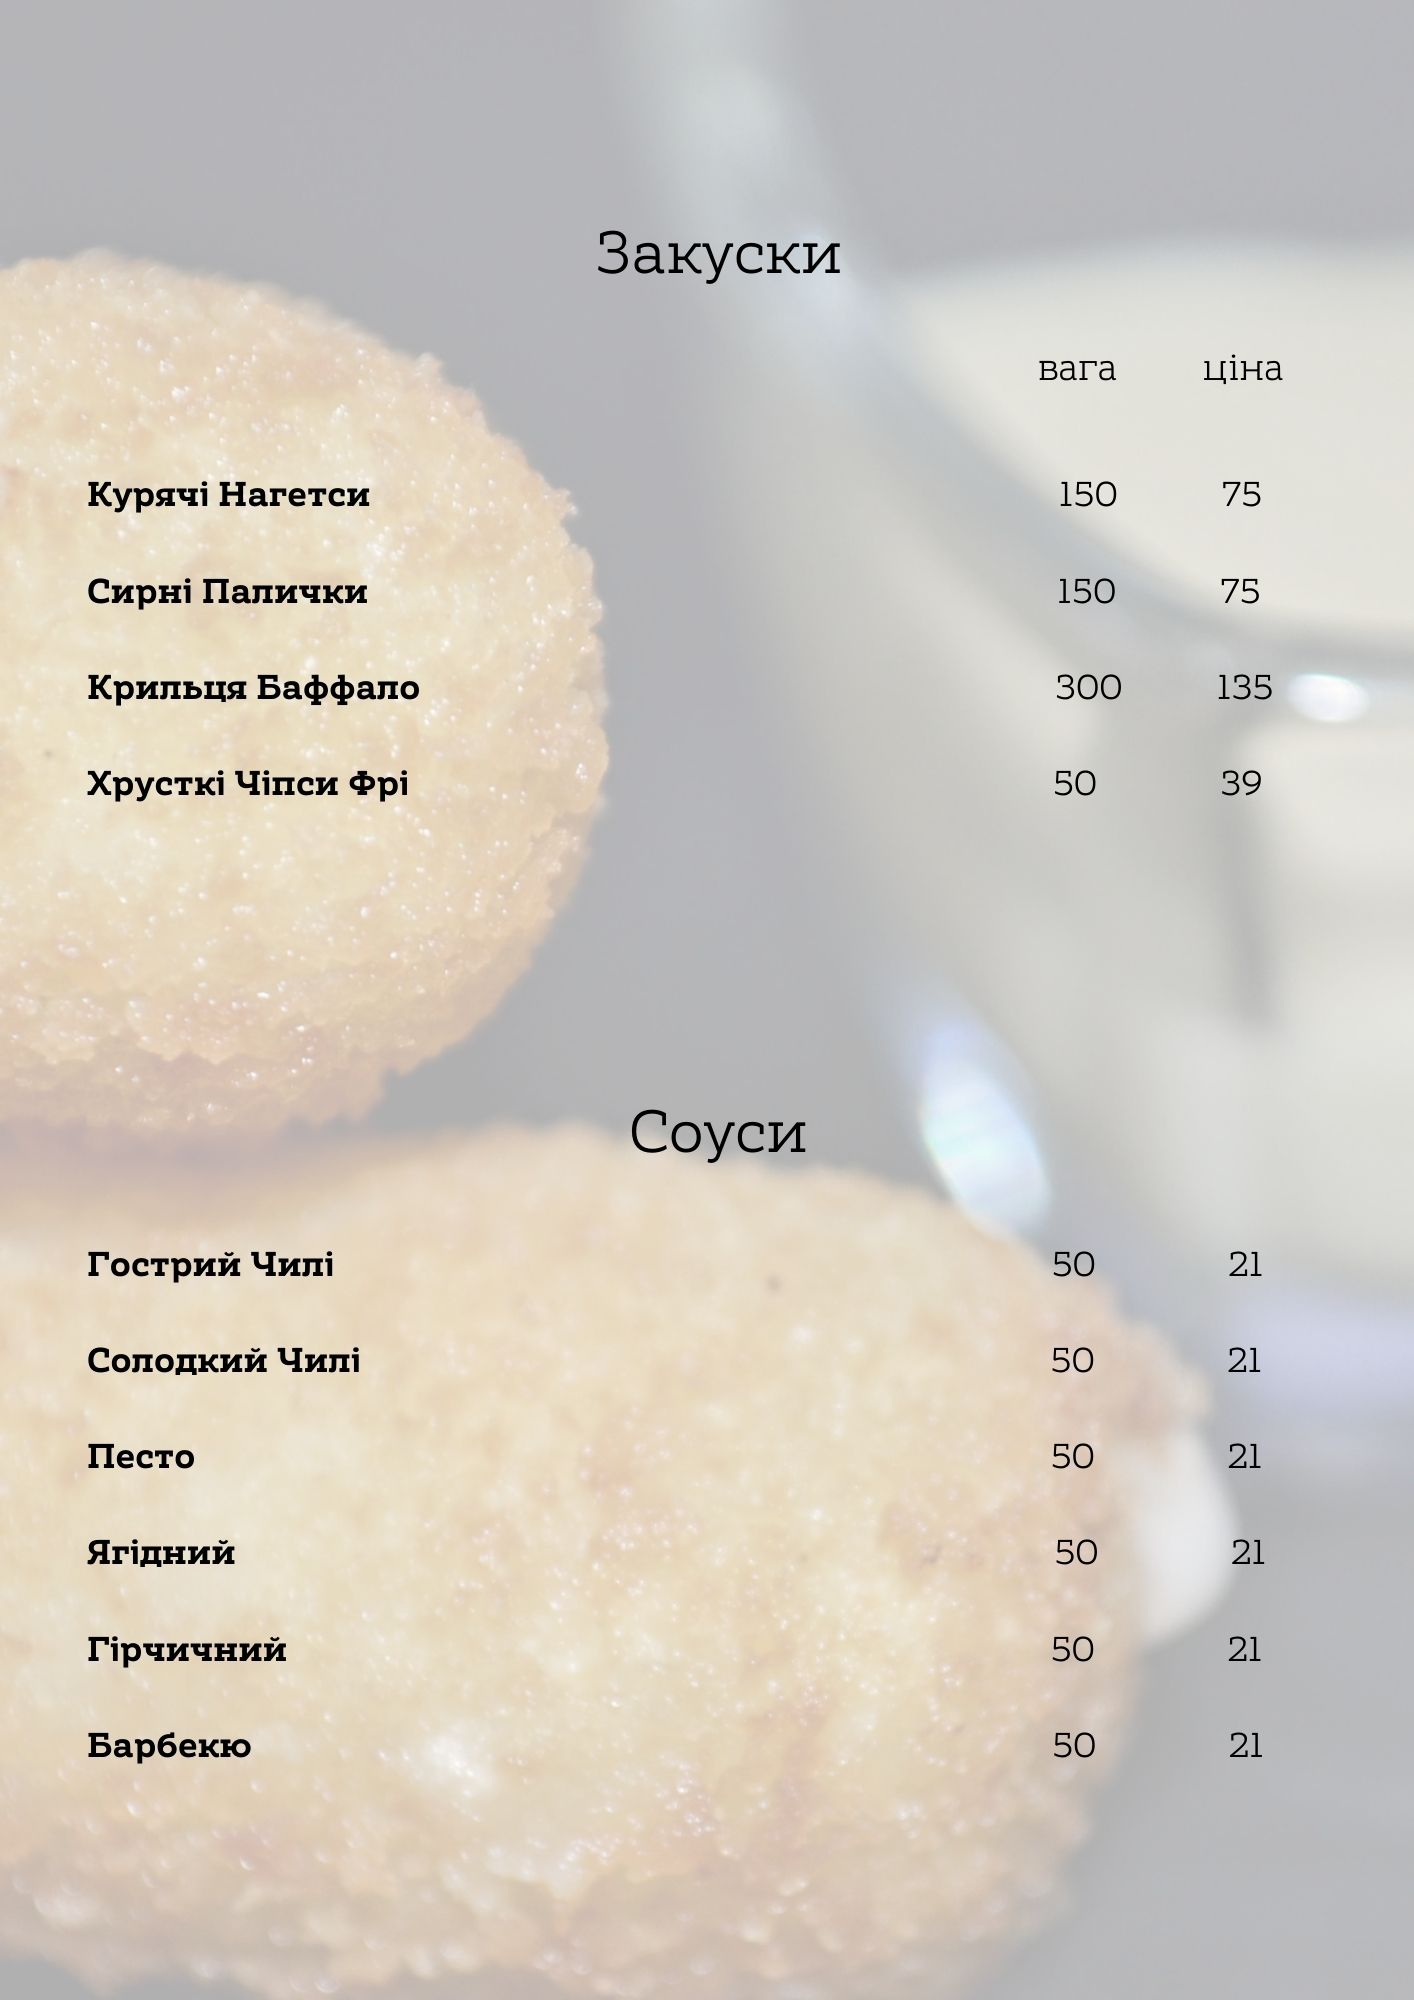 Закуски
вага ціна
Курячі Нагетси 150 75
Сирні Палички 150 75
Крильця Баффало 300 135
Хрусткі Чіпси Фрі 50 39
Соуси
Гострий Чилі 50 21
Солодкий Чилі 50 21
Песто 50 21
Ягідний 50 21
Гірчичний 50 21
Барбекю 50 21